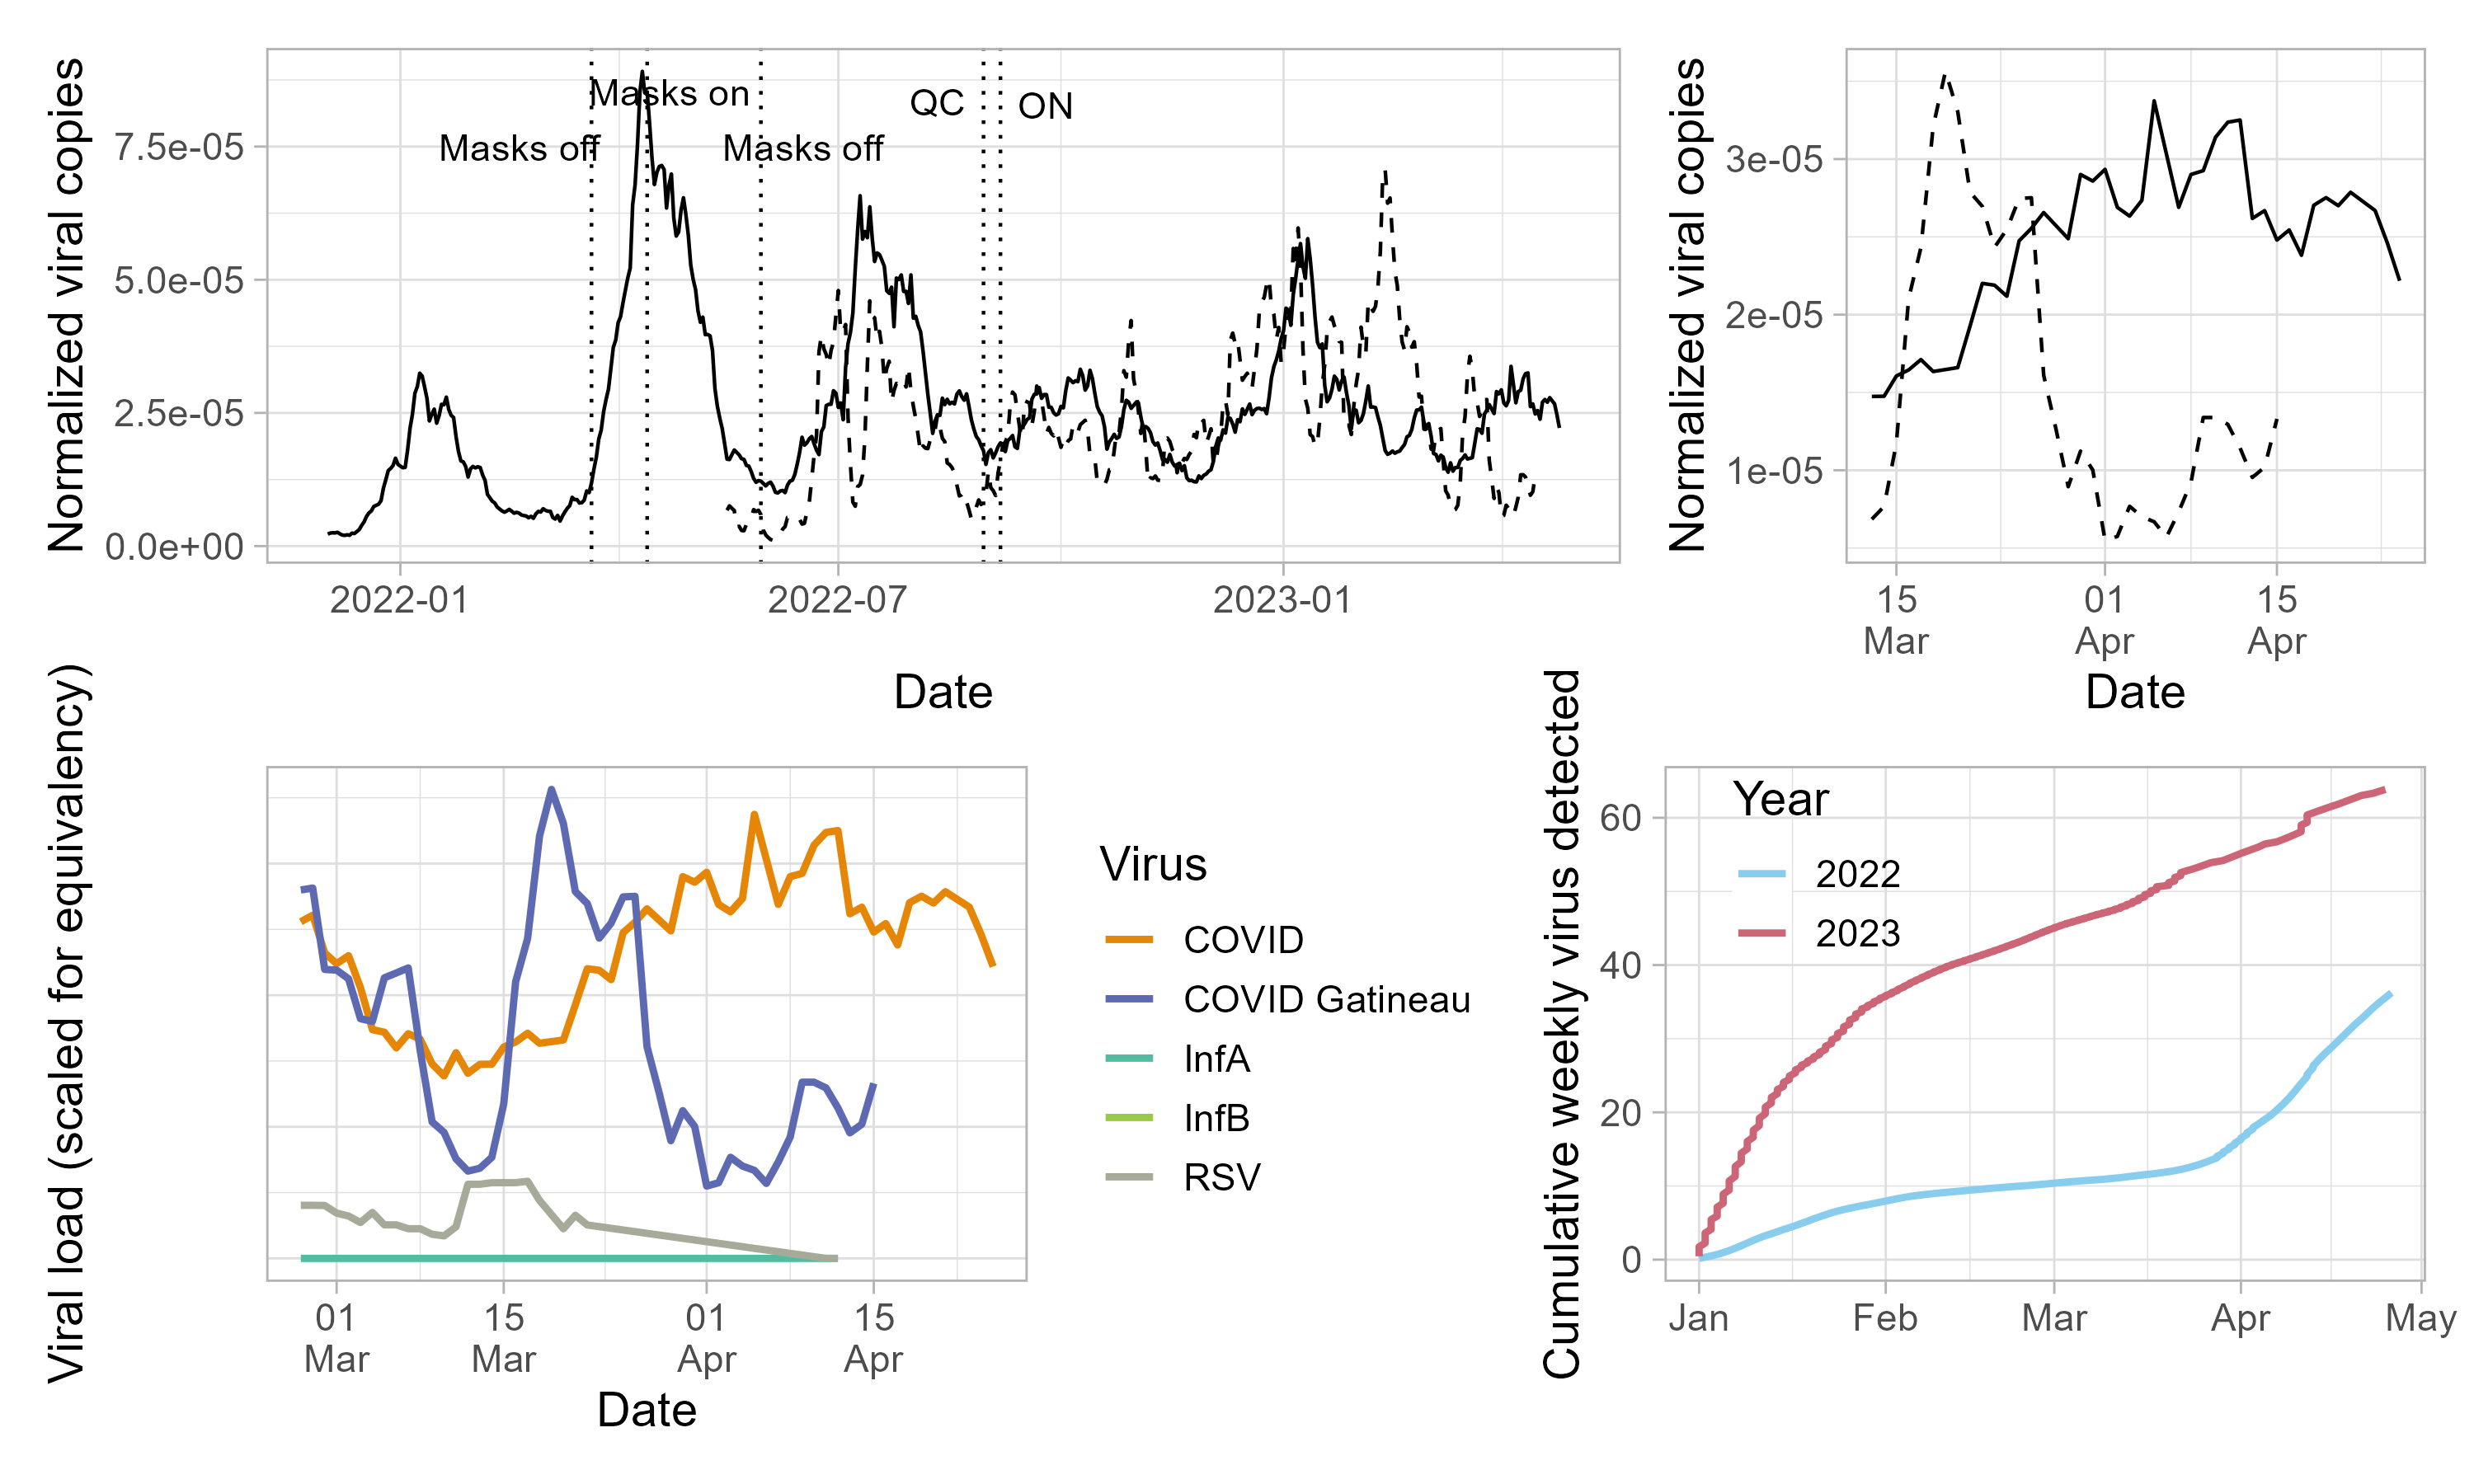 Normalized viral copies
7.5e-05
5.0e-05
2.5e-05
0.0e+00
Masks off
Masks on
Masks off
QC
ON
2022-01
2022-07
2023-01
Date
Normalized viral copies
3e-05
2e-05
1e-05
15
Mar
01
Apr
15
Apr
Date
Viral load (scaled for equivalency)
01
Mar
15
Mar
01
Apr
15
Apr
Date
Virus
COVID
COVID Gatineau
InfA
InfB
RSV
Cumulative weekly virus detected
60
40
20
0
Year
2022
2023
Jan
Feb
Mar
Apr
May